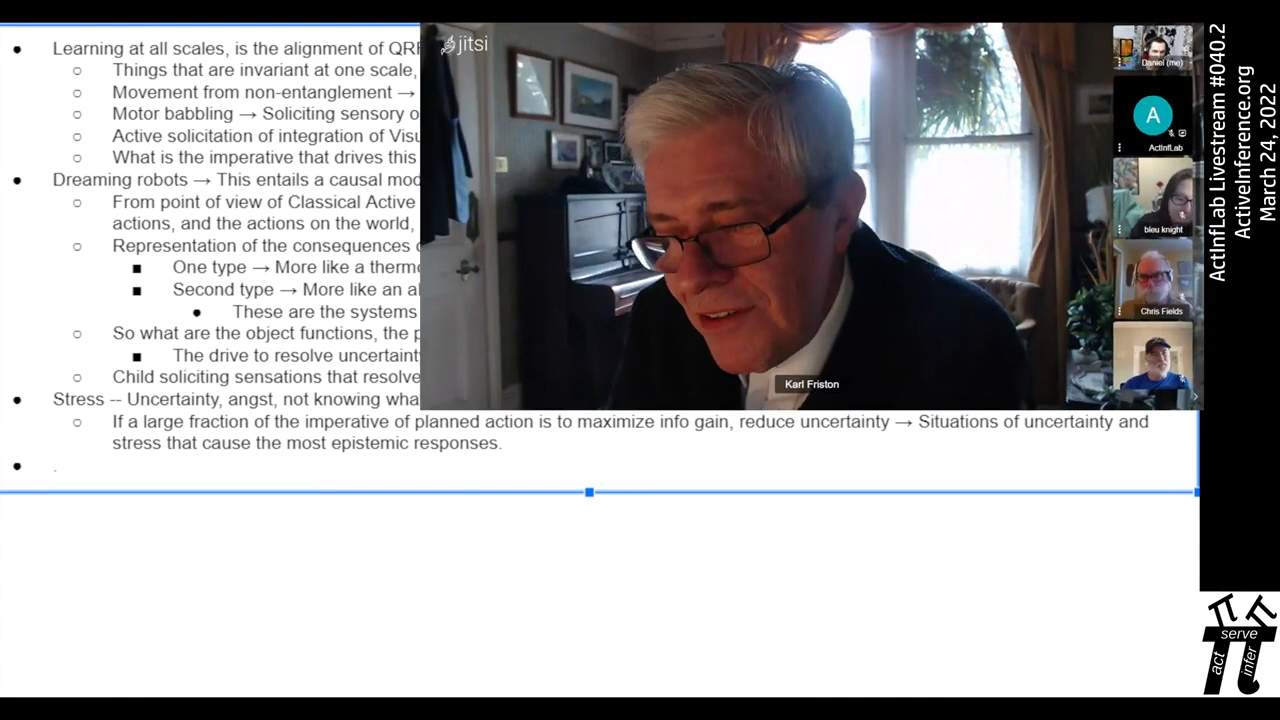 Learning at all scales, is the alignment of QRF
Things that are invariant at one scale,
Movement from non-entanglement →
Motor babbling → Soliciting sensory o
Active solicitation of integration of Visu
What is the imperative that drives this
Dreaming robots → This entails a causal mod
From point of view of Classical Active
actions, and the actions on the world,
Representation of the consequences o
One type → More like a thermo
Second type → More like an al
These are the systems
So what are the object functions, the p
The drive to resolve uncertaint
Child soliciting sensations that resolve
Stress -- Uncertainty, angst, not knowing wha
If a large fraction of the imperative of planned action is to maximize info gain, reduce uncertainty → Situations of uncertainty and
stress that cause the most epistemic responses.
.
jitsi
Karl Friston
Daniel (me)
A
ActInfLab
bleu knight
Chris Fields
ActInfLab Livestream #040.2
ActiveInference.org
March 24, 2022
π π
serve
act
infer